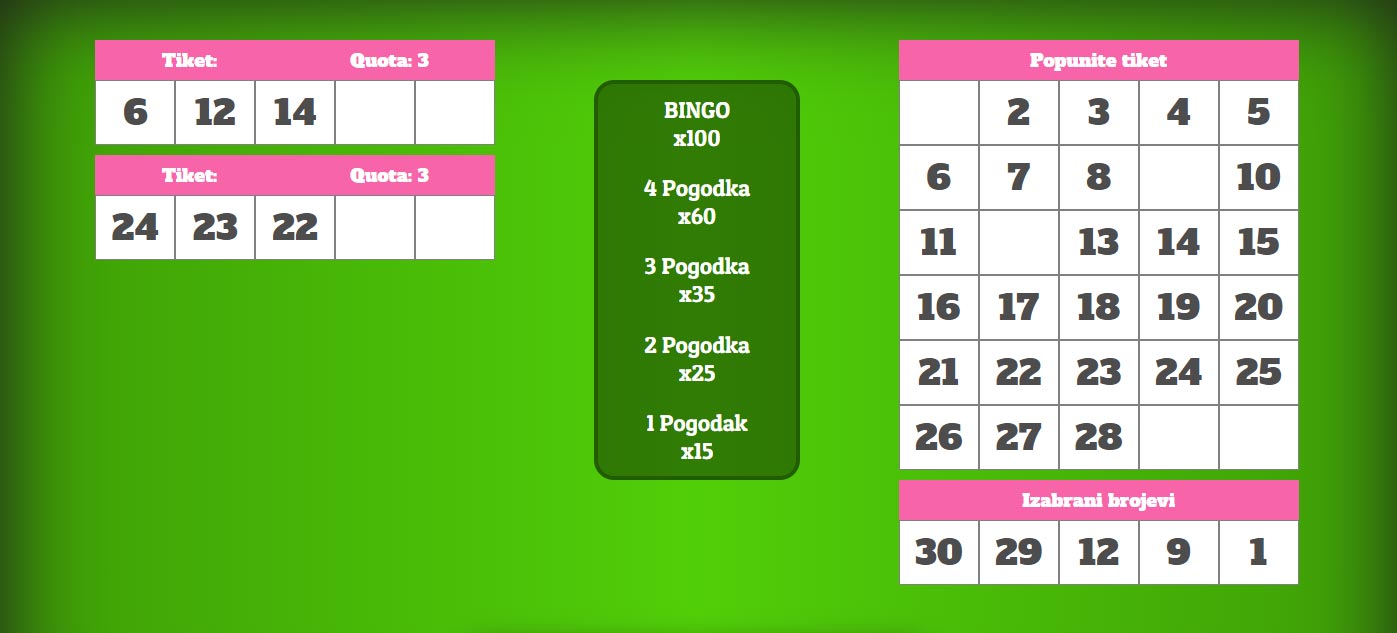 Tiket: Quota: 3
6 12 14
Tiket: Quota: 3
24 23 22
BINGO
x100
4 Pogodka
x60
3 Pogodka
x35
2 Pogodka
x25
1 Pogodak
x15
Popunite tiket
2 3 4 5
6 7 8 10
11 13 14 15
16 17 18 19 20
21 22 23 24 25
26 27 28
Izabrani brojevi
30 29 12 9 1